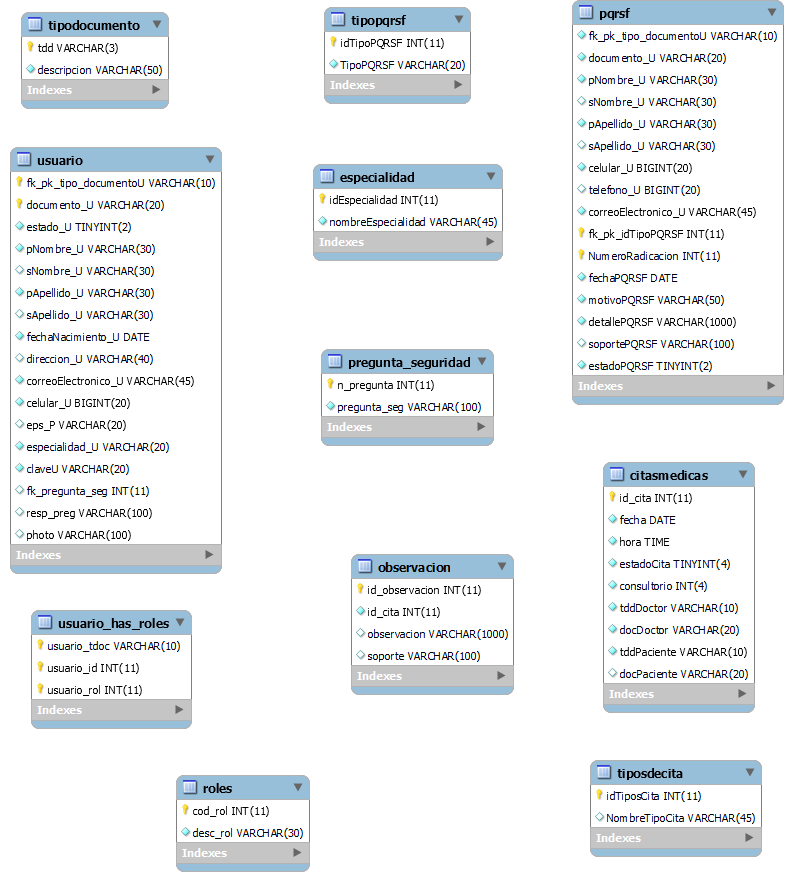 tipodocumento
tdd VARCHAR(3)
descripcion VARCHAR(50)
Indexes
tipopqrsf
idTipoPQRSF INT(11)
TipoPQRSF VARCHAR(20)
Indexes
pqrsf
fk_pk_tipo_documentoU VARCHAR(10)
documento_U VARCHAR(20)
pNombre_U VARCHAR(30)
sNombre_U VARCHAR(30)
pApellido_U VARCHAR(30)
sApellido_U VARCHAR(30)
celular_U BIGINT(20)
telefono_U BIGINT(20)
correoElectronico_U VARCHAR(45)
fk_pk_idTipoPQRSF INT(11)
NumeroRadicacion INT(11)
fechaPQRSF DATE
motivoPQRSF VARCHAR(50)
detallePQRSF VARCHAR(1000)
soportePQRSF VARCHAR(100)
estadoPQRSF TINYINT(2)
Indexes
usuario
fk_pk_tipo_documentoU VARCHAR(10)
documento_U VARCHAR(20)
estado_U TINYINT(2)
pNombre_U VARCHAR(30)
sNombre_U VARCHAR(30)
pApellido_U VARCHAR(30)
sApellido_U VARCHAR(30)
fechaNacimiento_U DATE
direccion_U VARCHAR(40)
correoElectronico_U VARCHAR(45)
celular_U BIGINT(20)
eps_P VARCHAR(20)
especialidad_U VARCHAR(20)
claveU VARCHAR(20)
fk_pregunta_seg INT(11)
resp_preg VARCHAR(100)
photo VARCHAR(100)
Indexes
especialidad
idEspecialidad INT(11)
nombreEspecialidad VARCHAR(45)
Indexes
pregunta_seguridad
n_pregunta INT(11)
pregunta_seg VARCHAR(100)
Indexes
citasmedicas
id_cita INT(11)
fecha DATE
hora TIME
estadoCita TINYINT(4)
consultorio INT(4)
tddDoctor VARCHAR(10)
docDoctor VARCHAR(20)
tddPaciente VARCHAR(10)
docPaciente VARCHAR(20)
Indexes
observacion
id_observacion INT(11)
id_cita INT(11)
observacion VARCHAR(1000)
soporte VARCHAR(100)
Indexes
usuario_has_roles
usuario_tdoc VARCHAR(10)
usuario_id INT(11)
usuario_rol INT(11)
Indexes
roles
cod_rol INT(11)
desc_rol VARCHAR(30)
Indexes
tiposdecita
idTiposCita INT(11)
NombreTipoCita VARCHAR(45)
Indexes